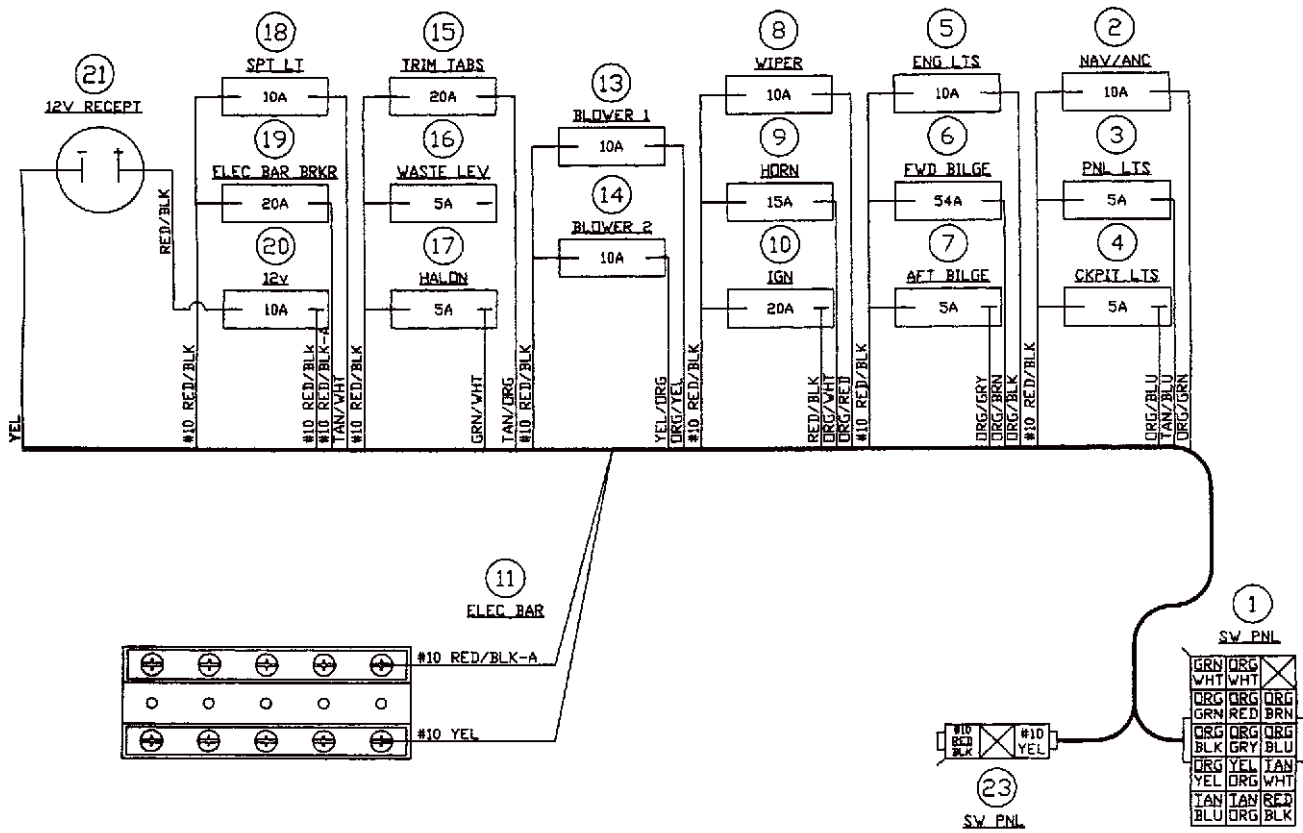 18
15
8
5
2
21
SPT LT
TRIM TABS
13
WIPER
ENG LTS
NAV/ANC
12V RECEPT
10A
20A
BLOWER 1
10A
10A
10A
19
16
10A
9
6
3
- +
ELEC BAR BRKR
WASTE LEV
14
HORN
FWD BILGE
PNL LTS
20A
5A
BLOWER 2
15A
54A
5A
RED/BLK
20
17
10A
10
7
4
12v
HALON
IGN
AFT BILGE
CKPIT LTS
10A
5A
20A
5A
5A
YEL
#10 RED/BLK
#10 RED/BLK
#10 RED/BLK-A
TAN/WHT
#10 RED/BLK
GRN/WHT
TAN/ORG
#10 RED/BLK
YEL/ORG
ORG/YEL
#10 RED/BLK
RED/BLK
ORG/WHT
ORG/RED
#10 RED/BLK
ORG/GRY
ORG/BRN
ORG/BLK
#10 RED/BLK
ORG/BLU
TAN/BLU
ORG/GRN
11
ELEC BAR
#10 RED/BLK-A
#10 YEL
1
SW PNL
GRN ORG
WHT WHT
ORG ORG ORG
GRN RED BRN
ORG ORG ORG
BLK GRY BLU
ORG YEL TAN
YEL ORG WHT
TAN TAN RED
BLU ORG BLK
#10 RED BLK
#10 YEL
23
SW PNL